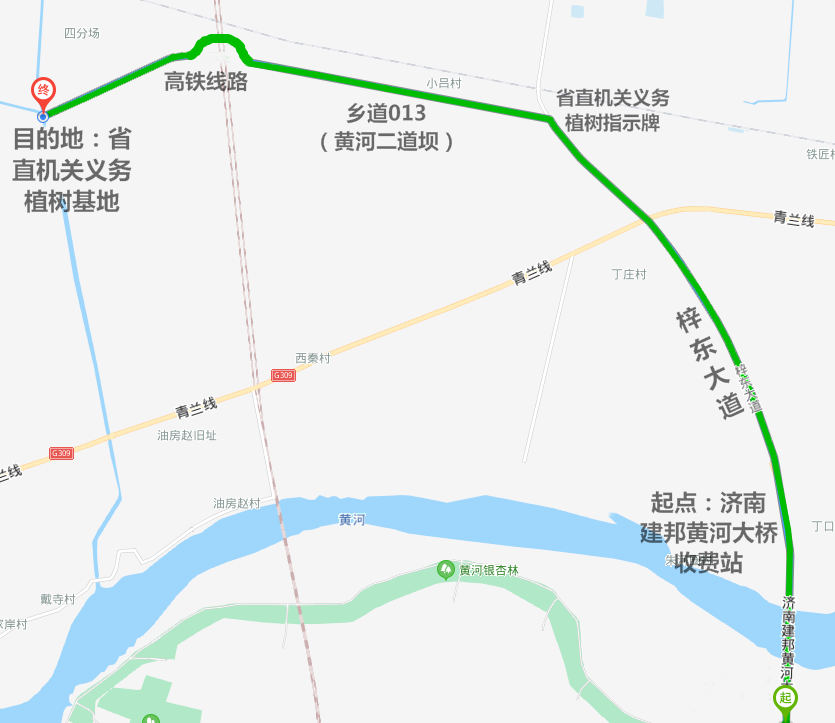 四分场
终
高铁线路
小吕村
省直机关义务
植树指示牌
乡道013
（黄河二道坝）
目的地：省
直机关义务
植树基地
铁匠村
青兰线
青兰线
丁庄村
梓东大道
梓东大道
西秦村
G309
青兰线
油房赵旧址
G309
兰线
起点：济南
建邦黄河大桥
收费站
油房赵村
黄河
丁口
黄河银杏林
戴寺村
家岸村
济南建邦黄河大
起